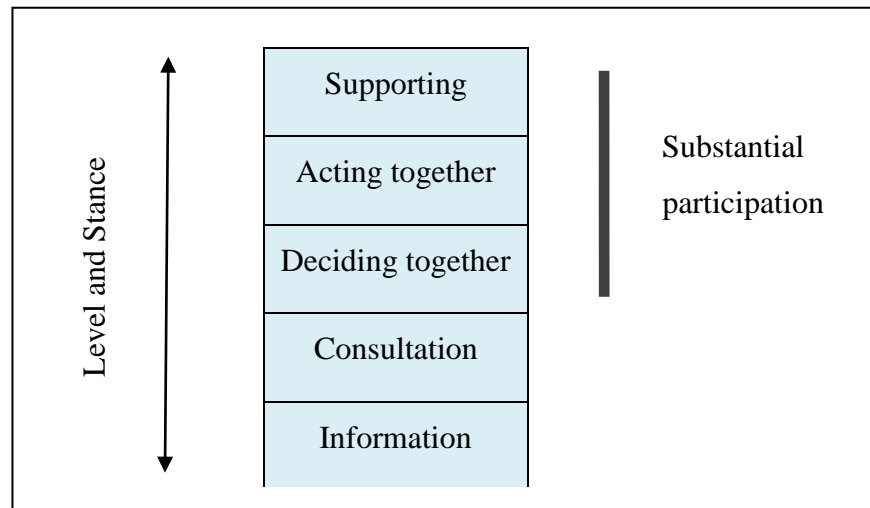 Level and Stance
Supporting
Acting together
Deciding together
Consultation
Information
Substantial
participation